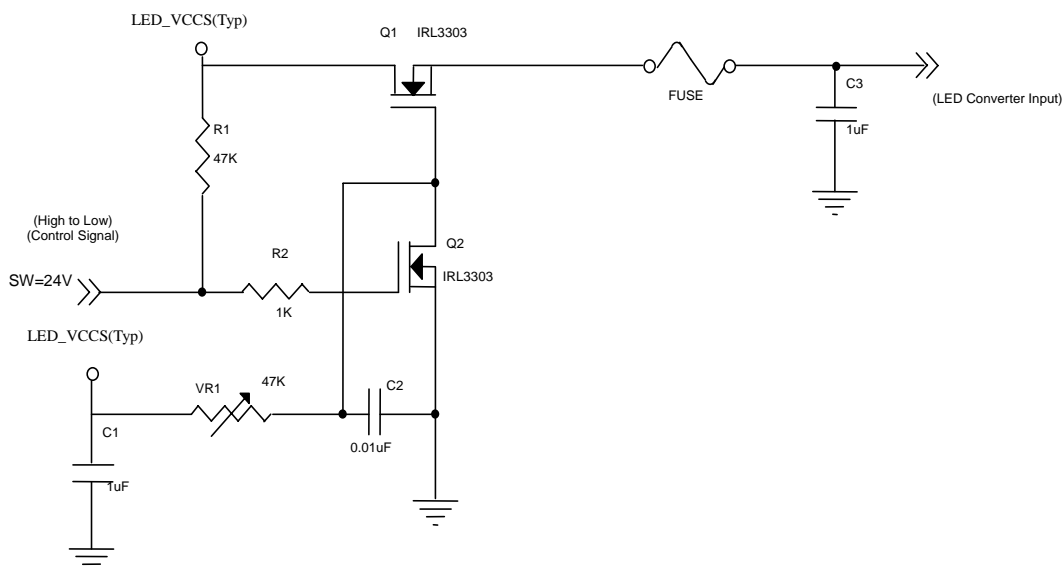 LED_VCCS(Typ)
Q1 IRL3303
R1
47K
FUSE
C3
1uF
(LED Converter Input)
(High to Low)
(Control Signal)
SW=24V
R2
1K
Q2
IRL3303
LED_VCCS(Typ)
VR1
47K
C2
0.01uF
C1
1uF